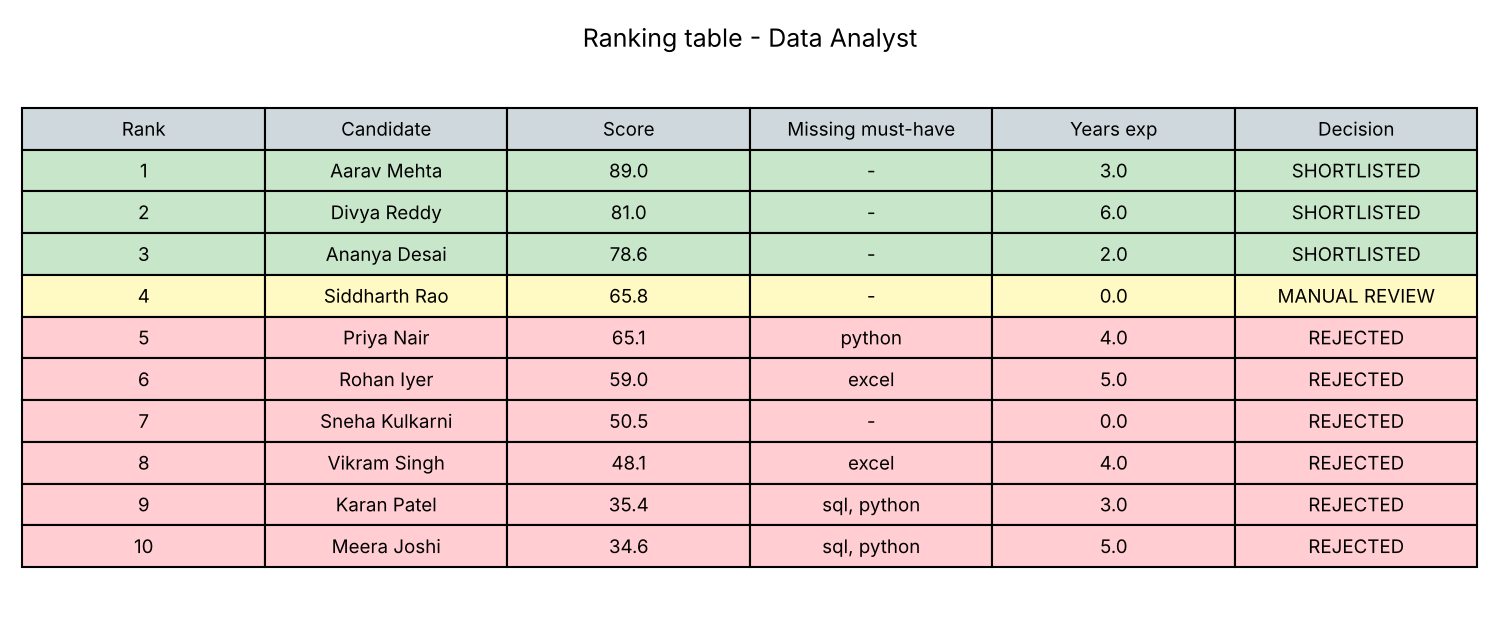 Ranking table - Data Analyst
Rank Candidate Score Missing must-have Years exp Decision
1 Aarav Mehta 89.0 - 3.0 SHORTLISTED
2 Divya Reddy 81.0 - 6.0 SHORTLISTED
3 Ananya Desai 78.6 - 2.0 SHORTLISTED
4 Siddharth Rao 65.8 - 0.0 MANUAL REVIEW
5 Priya Nair 65.1 python 4.0 REJECTED
6 Rohan Iyer 59.0 excel 5.0 REJECTED
7 Sneha Kulkarni 50.5 - 0.0 REJECTED
8 Vikram Singh 48.1 excel 4.0 REJECTED
9 Karan Patel 35.4 sql, python 3.0 REJECTED
10 Meera Joshi 34.6 sql, python 5.0 REJECTED